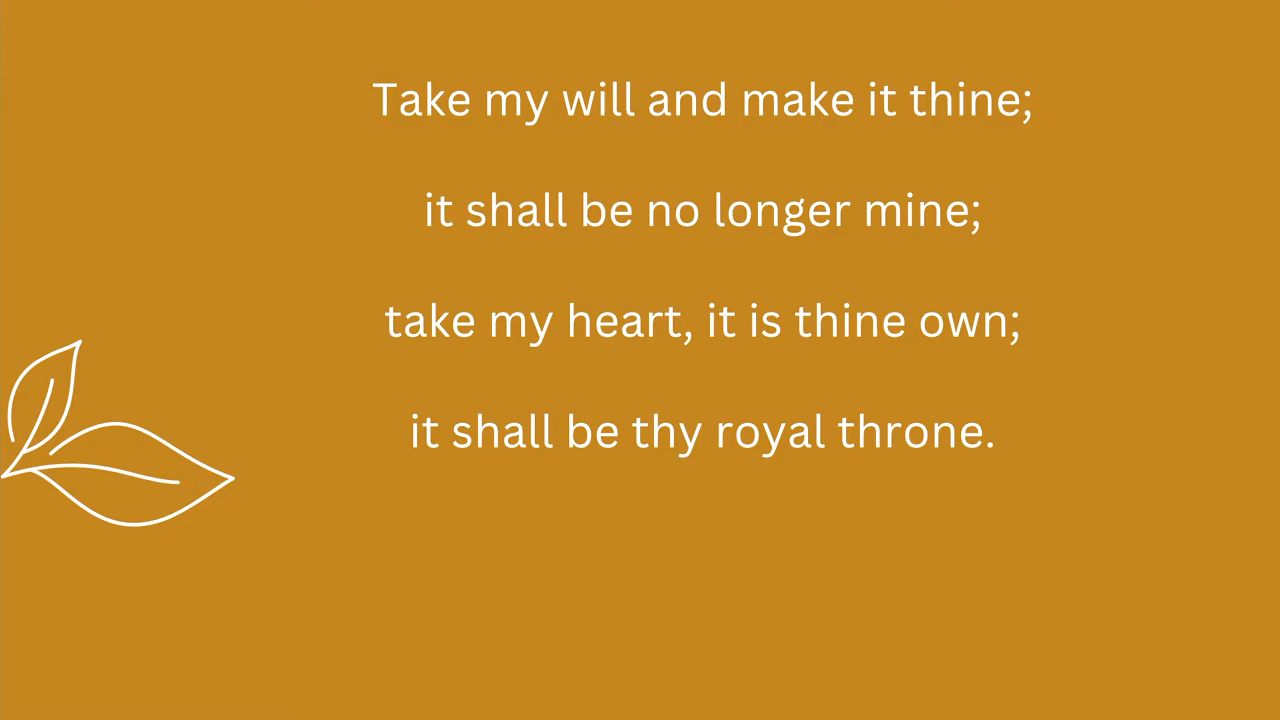 Take my will and make it thine;
it shall be no longer mine;
take my heart, it is thine own;
it shall be thy royal throne.